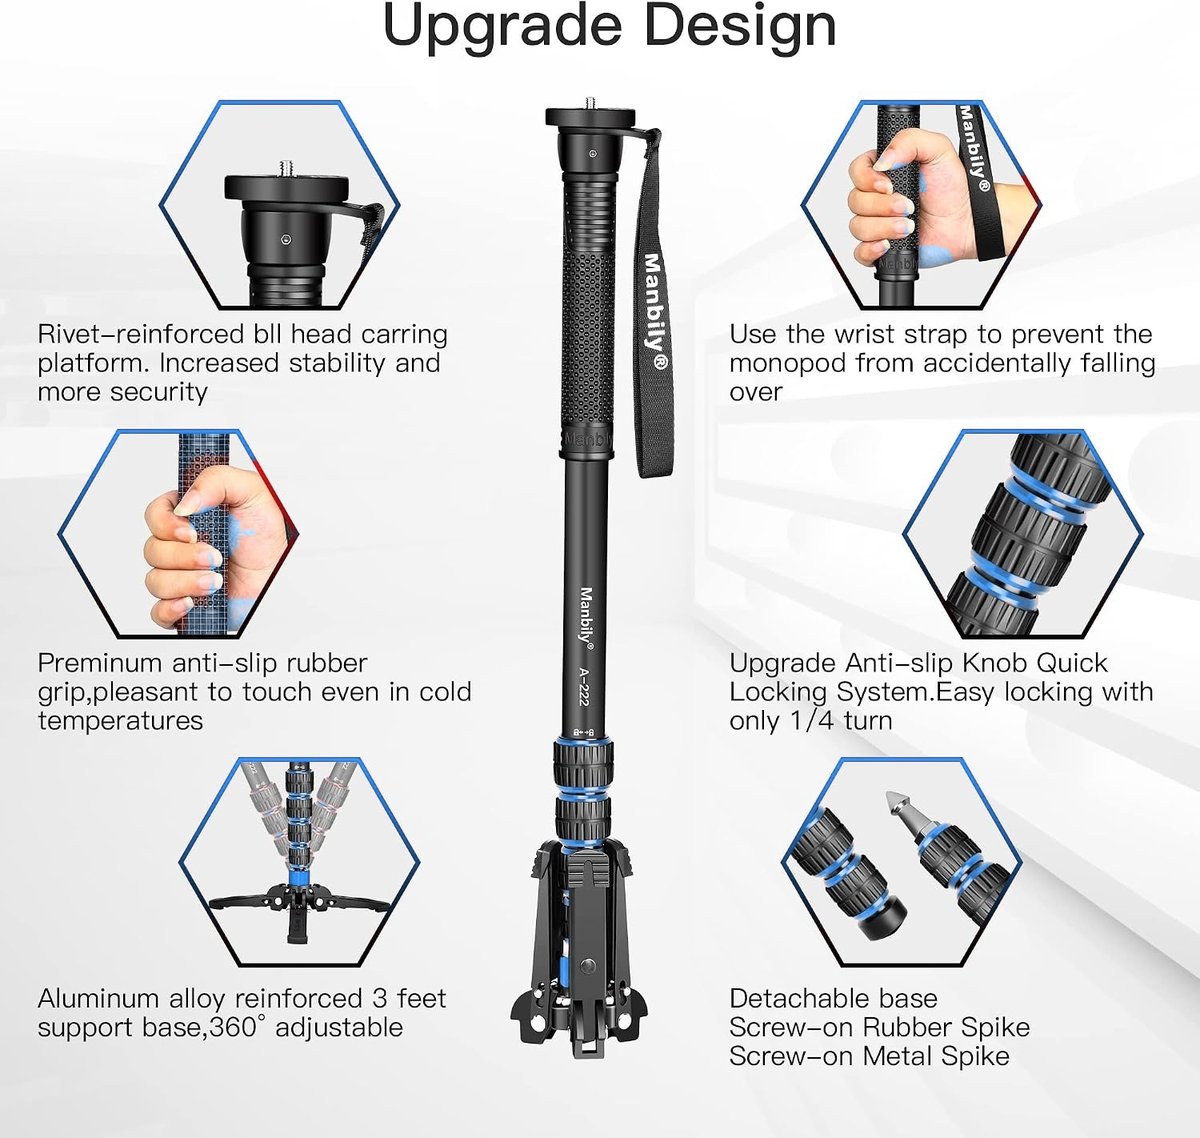 Upgrade Design
Rivet-reinforced bll head carring
platform. Increased stability and
more security
Preminum anti-slip rubber
grip,pleasant to touch even in cold
temperatures
Aluminum alloy reinforced 3 feet
support base,360° adjustable
Manbily®
Manbily
Manbily®
A-222
Manbily®
Manbily
Use the wrist strap to prevent the
monopod from accidentally falling
over
Upgrade Anti-slip Knob Quick
Locking System.Easy locking with
only 1/4 turn
Detachable base
Screw-on Rubber Spike
Screw-on Metal Spike